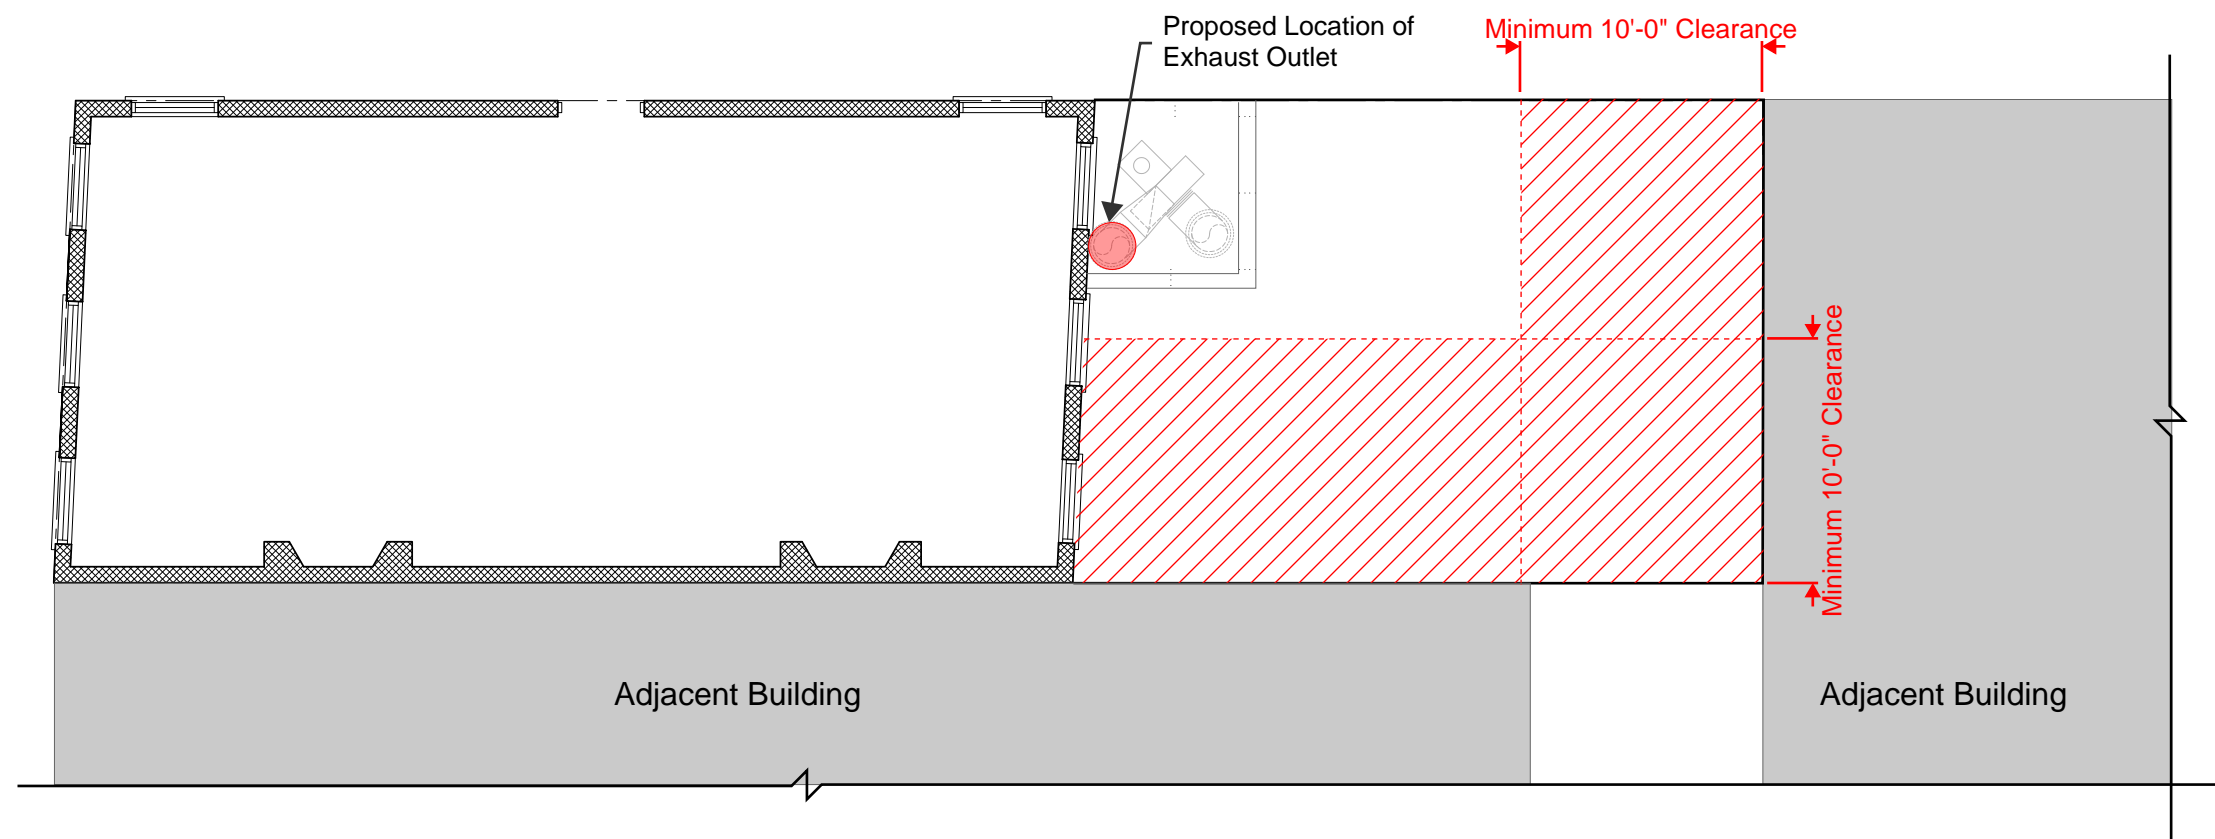 Proposed Location of
Exhaust Outlet
Minimum 10'-0" Clearance
Minimum 10'-0" Clearance
Adjacent Building
Adjacent Building